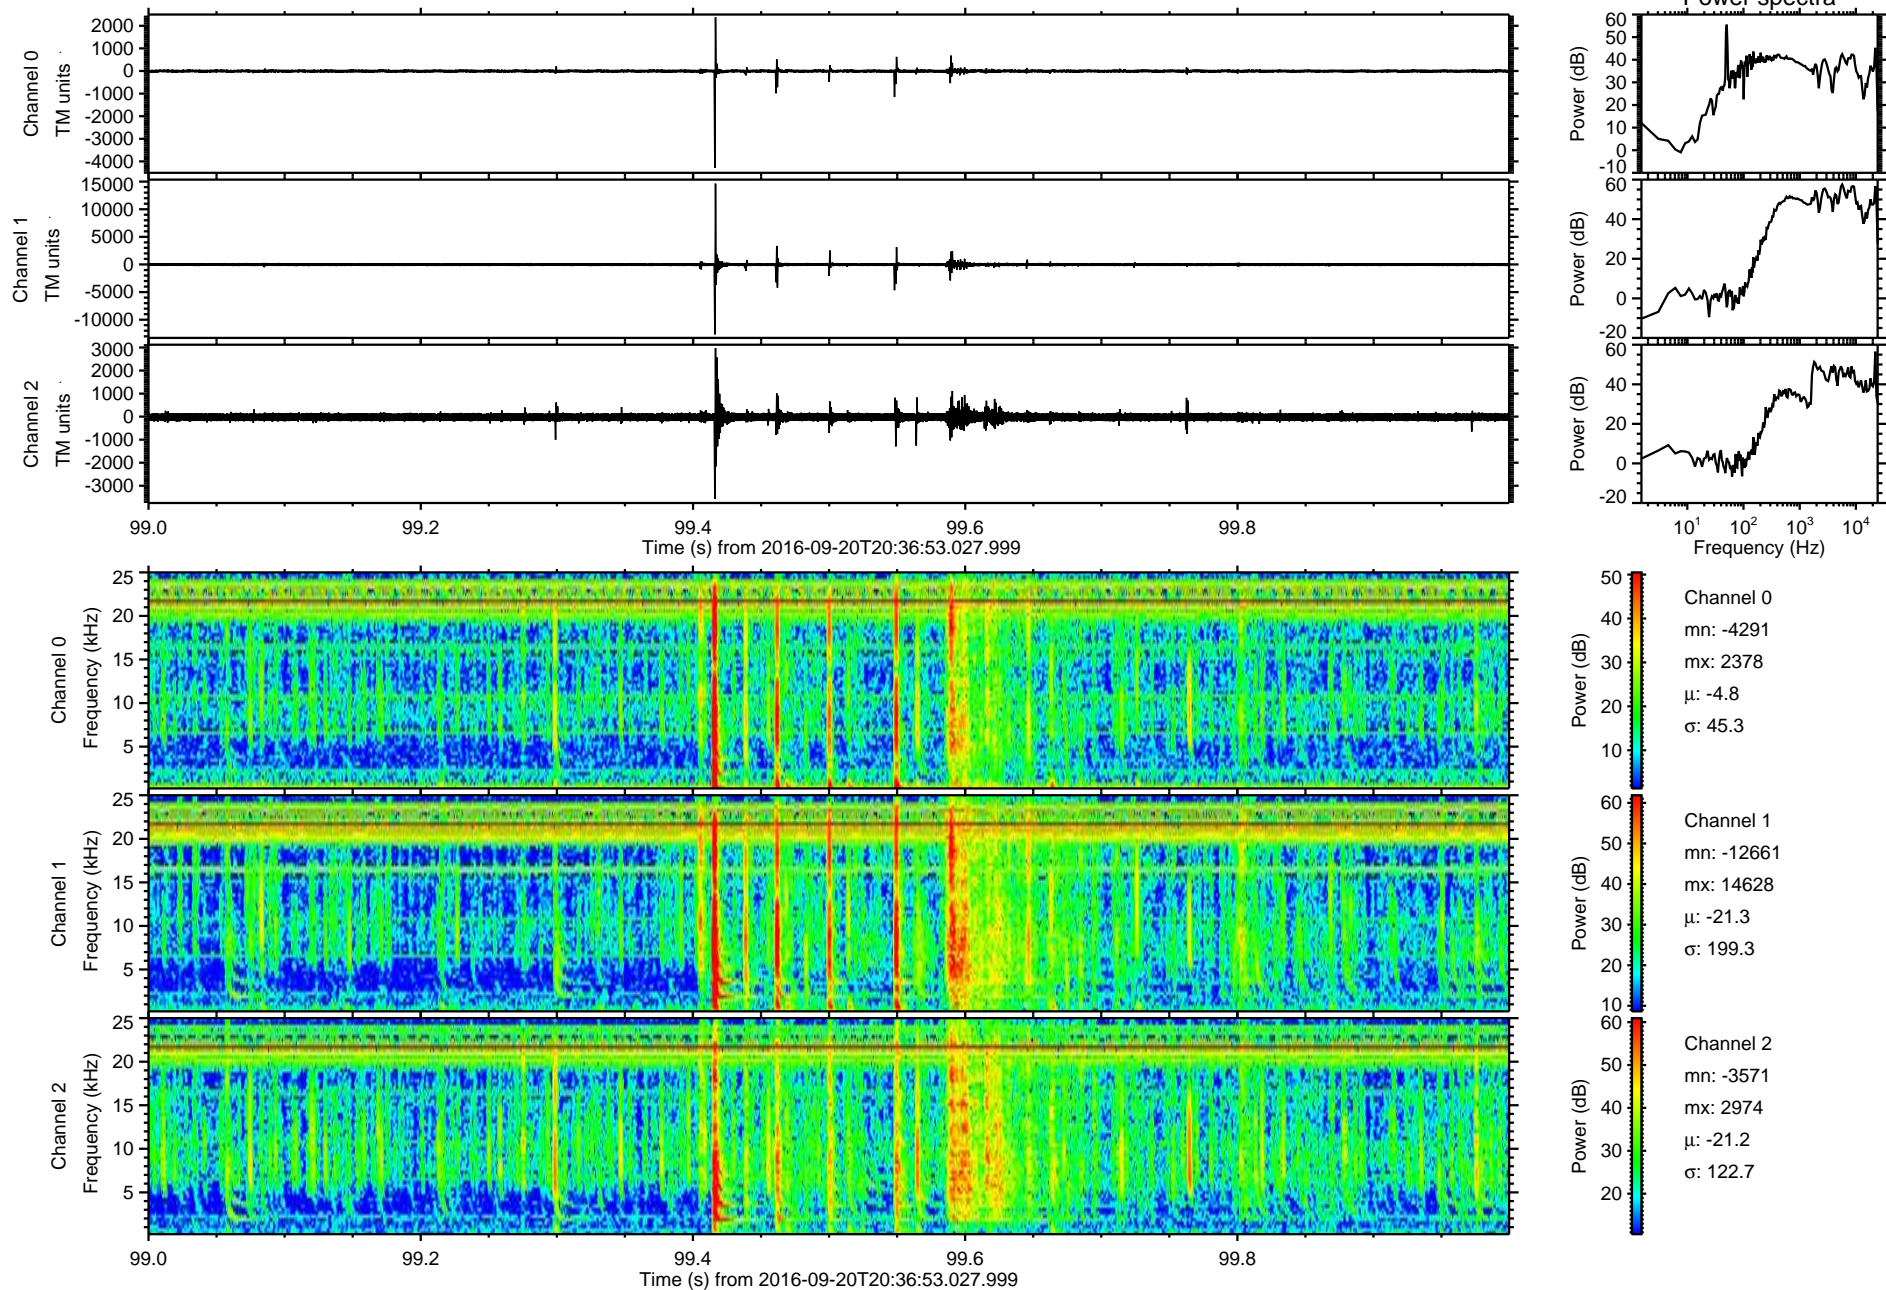 Power spectra
Channel 0
TM units
2000
1000
0
-1000
-2000
-3000
-4000
Power (dB)
60
50
40
30
20
10
0
-10
Channel 1
TM units
15000
10000
5000
0
-5000
-10000
Power (dB)
60
40
20
0
-20
Channel 2
TM units
3000
2000
1000
0
-1000
-2000
-3000
Power (dB)
60
40
20
0
-20
99.0 99.2 99.4 99.6 99.8
Time (s) from 2016-09-20T20:36:53.027.999
10¹ 10² 10³ 10⁴
Frequency (Hz)
Channel 0
Frequency (kHz)
25
20
15
10
5
Power (dB)
50
40
30
20
10
Channel 0
mn: -4291
mx: 2378
μ: -4.8
σ: 45.3
Channel 1
Frequency (kHz)
25
20
15
10
5
Power (dB)
60
50
40
30
20
10
Channel 1
mn: -12661
mx: 14628
μ: -21.3
σ: 199.3
Channel 2
Frequency (kHz)
25
20
15
10
5
Power (dB)
60
50
40
30
20
Channel 2
mn: -3571
mx: 2974
μ: -21.2
σ: 122.7
99.0 99.2 99.4 99.6 99.8
Time (s) from 2016-09-20T20:36:53.027.999